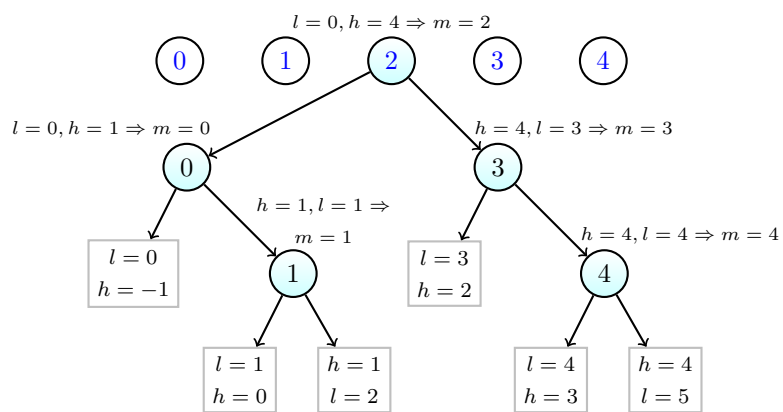 l = 0, h = 4 ⇒ m = 2
0 1 2 3 4
l = 0, h = 1 ⇒ m = 0
h = 4, l = 3 ⇒ m = 3
0
3
h = 1, l = 1 ⇒
m = 1
h = 4, l = 4 ⇒ m = 4
l = 0
h = −1
1
l = 3
h = 2
4
l = 1
h = 0
h = 1
l = 2
l = 4
h = 3
h = 4
l = 5